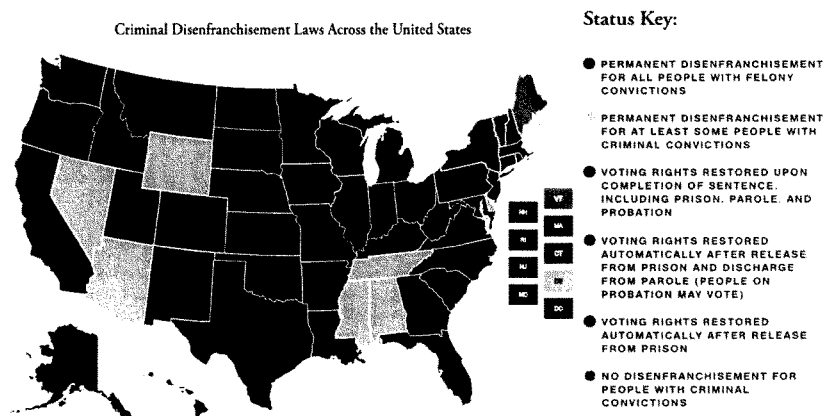 Criminal Disenfranchisement Laws Across the United States
Status Key:
PERMANENT DISENFRANCHISEMENT
FOR ALL PEOPLE WITH FELONY
CONVICTIONS
PERMANENT DISENFRANCHISEMENT
FOR AT LEAST SOME PEOPLE WITH
CRIMINAL CONVICTIONS
VOTING RIGHTS RESTORED UPON
COMPLETION OF SENTENCE,
INCLUDING PRISON, PAROLE, AND
PROBATION
VOTING RIGHTS RESTORED
AUTOMATICALLY AFTER RELEASE
FROM PRISON AND DISCHARGE
FROM PAROLE (PEOPLE ON
PROBATION MAY VOTE)
VOTING RIGHTS RESTORED
AUTOMATICALLY AFTER RELEASE
FROM PRISON
NO DISENFRANCHISEMENT FOR
PEOPLE WITH CRIMINAL
CONVICTIONS
VT
NH
MA
RI
CT
NJ
DE
MD
DC